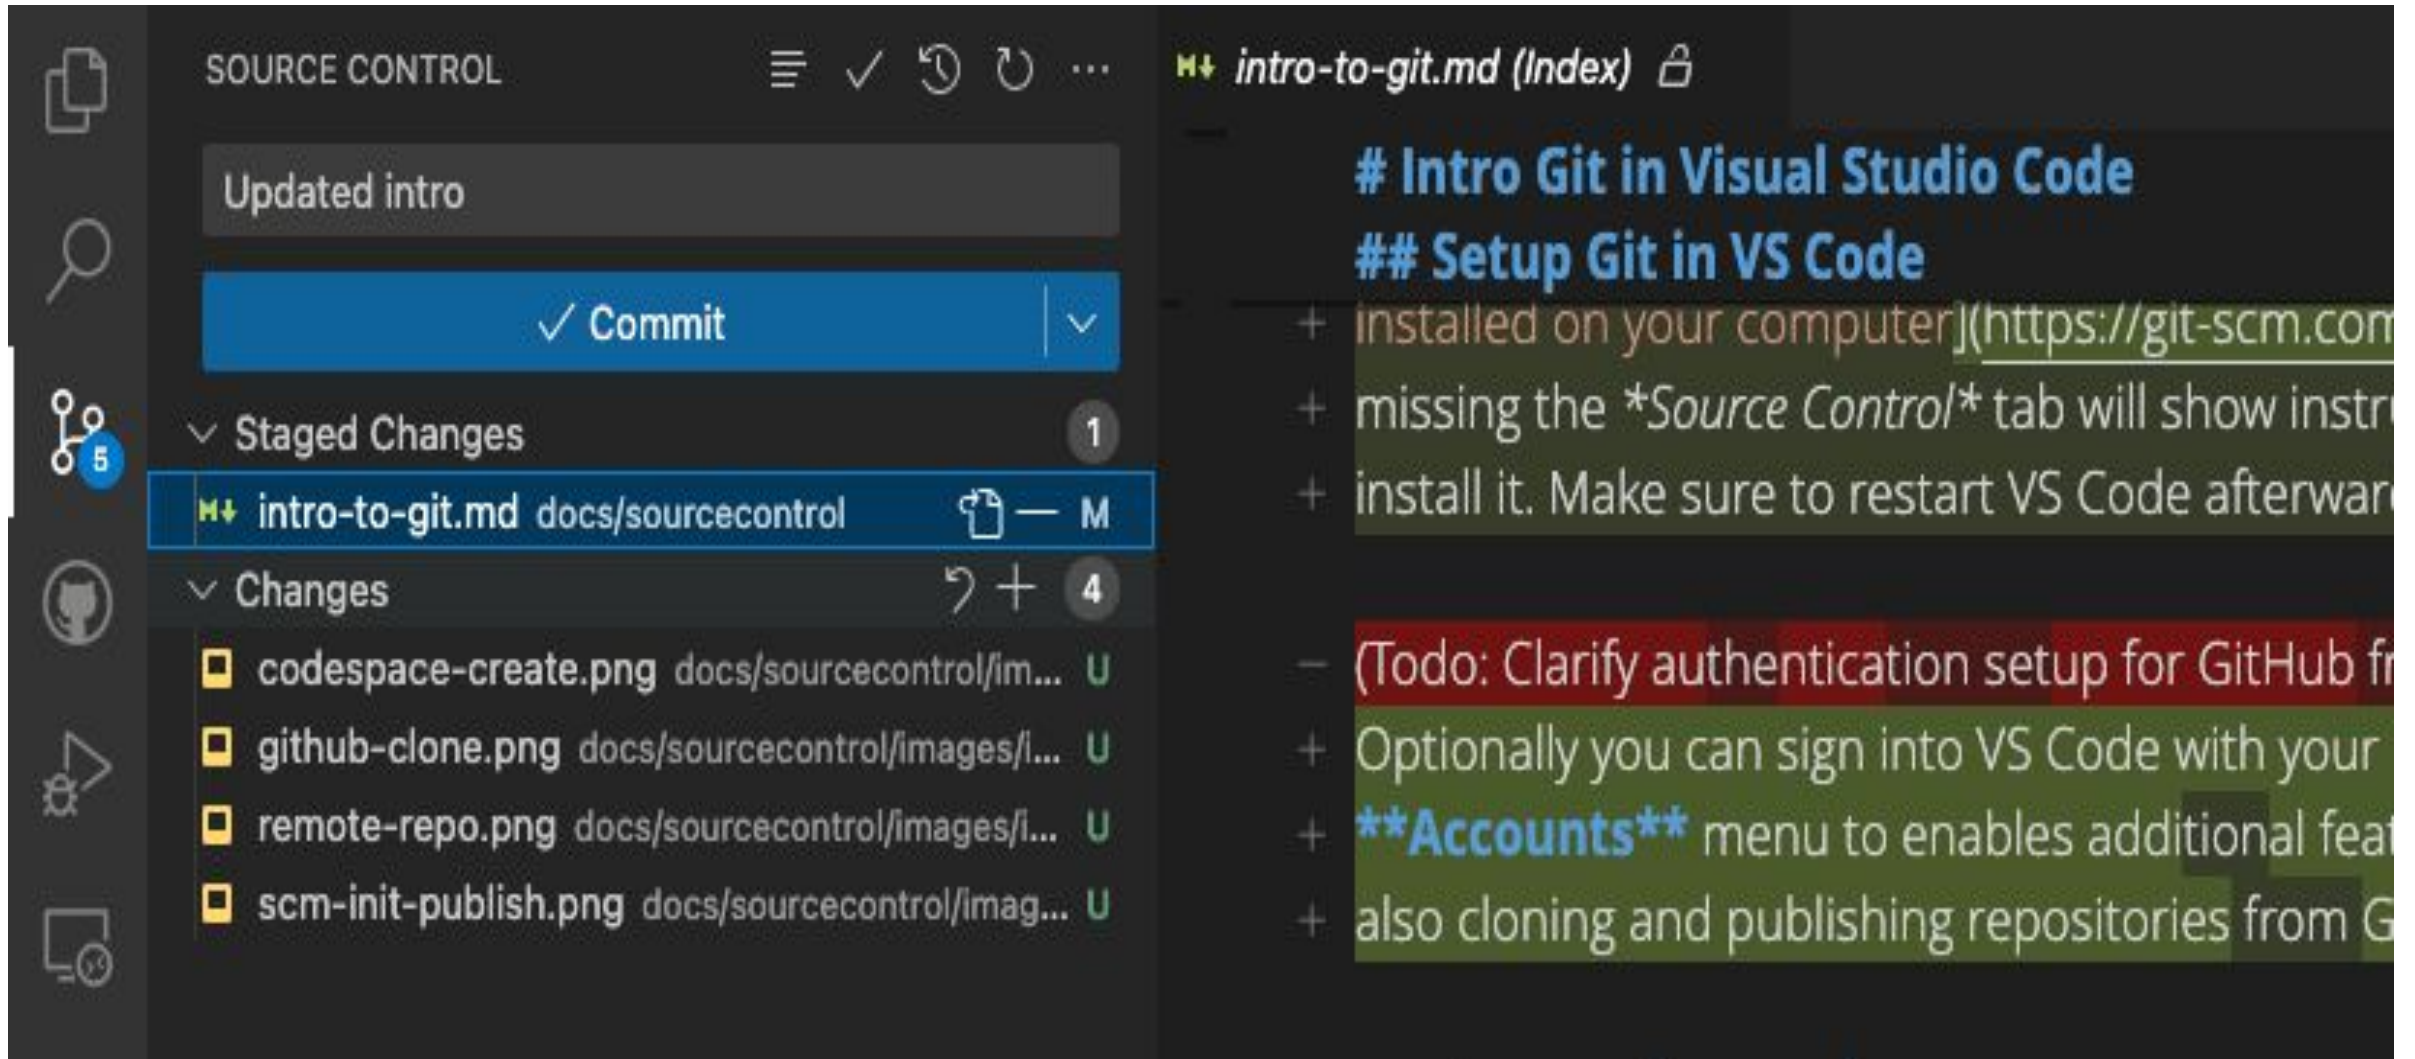 SOURCE CONTROL
Updated intro
Commit
Staged Changes 1
intro-to-git.md docs/sourcecontrol M
5
Changes 4
codespace-create.png docs/sourcecontrol/im... U
github-clone.png docs/sourcecontrol/images/i... U
remote-repo.png docs/sourcecontrol/images/i... U
scm-init-publish.png docs/sourcecontrol/imag... U
intro-to-git.md (Index)
# Intro Git in Visual Studio Code
## Setup Git in VS Code
+ installed on your computer](https://git-scm.com
+ missing the *Source Control* tab will show instr
+ install it. Make sure to restart VS Code afterwar
− (Todo: Clarify authentication setup for GitHub fr
+ Optionally you can sign into VS Code with your
+ **Accounts** menu to enables additional feat
+ also cloning and publishing repositories from G